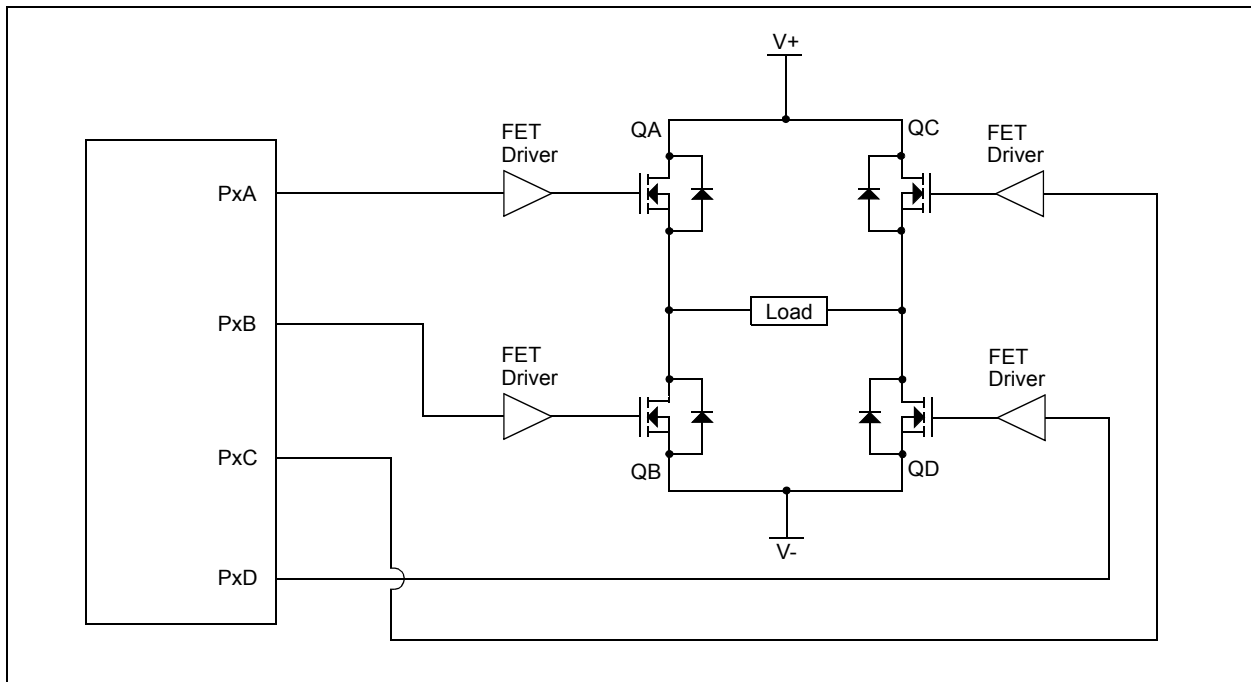 V+
FET
Driver
QA
QC
FET
Driver
PxA
PxB
Load
FET
Driver
FET
Driver
PxC
QB
QD
V-
PxD